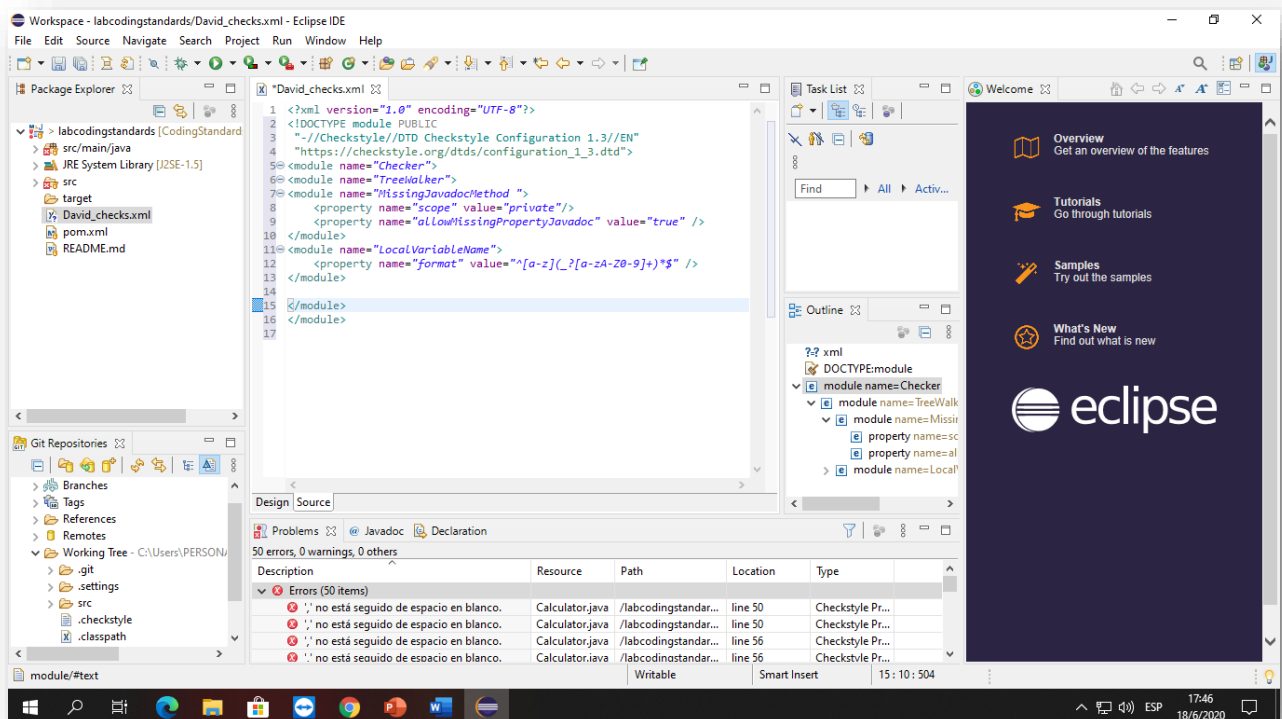 Workspace - labcodingstandards/David_checks.xml - Eclipse IDE
File Edit Source Navigate Search Project Run Window Help
Package Explorer
> labcodingstandards [CodingStandard
src/main/java
JRE System Library [J2SE-1.5]
src
target
David_checks.xml
pom.xml
README.md
Git Repositories
Branches
Tags
References
Remotes
Working Tree - C:\Users\PERSONA
.git
.settings
src
.checkstyle
.classpath
*David_checks.xml
1 <?xml version="1.0" encoding="UTF-8"?>
2 <!DOCTYPE module PUBLIC
3 "-//Checkstyle//DTD Checkstyle Configuration 1.3//EN"
4 "https://checkstyle.org/dtds/configuration_1_3.dtd">
5 <module name="Checker">
6 <module name="TreeWalker">
7 <module name="MissingJavadocMethod ">
8 <property name="scope" value="private"/>
9 <property name="allowMissingPropertyJavadoc" value="true" />
10 </module>
11 <module name="LocalVariableName">
12 <property name="format" value="^[a-z](_?[a-zA-Z0-9]+)*$" />
13 </module>
14
15 </module>
16 </module>
17
Design Source
Task List
Find All Activ...
Outline
?=? xml
DOCTYPE:module
module name=Checker
module name=TreeWalk
module name=Missin
property name=sc
property name=al
module name=LocalV
Welcome
Overview
Get an overview of the features
Tutorials
Go through tutorials
Samples
Try out the samples
What's New
Find out what is new
eclipse
Problems @ Javadoc Declaration
50 errors, 0 warnings, 0 others
Description Resource Path Location Type
Errors (50 items)
',' no está seguido de espacio en blanco. Calculator.java /labcodingstandar... line 50 Checkstyle Pr...
',' no está seguido de espacio en blanco. Calculator.java /labcodingstandar... line 50 Checkstyle Pr...
',' no está seguido de espacio en blanco. Calculator.java /labcodingstandar... line 56 Checkstyle Pr...
',' no está seguido de espacio en blanco. Calculator.java /labcodingstandar... line 56 Checkstyle Pr...
module/#text Writable Smart Insert 15 : 10 : 504
ESP
17:46
18/6/2020